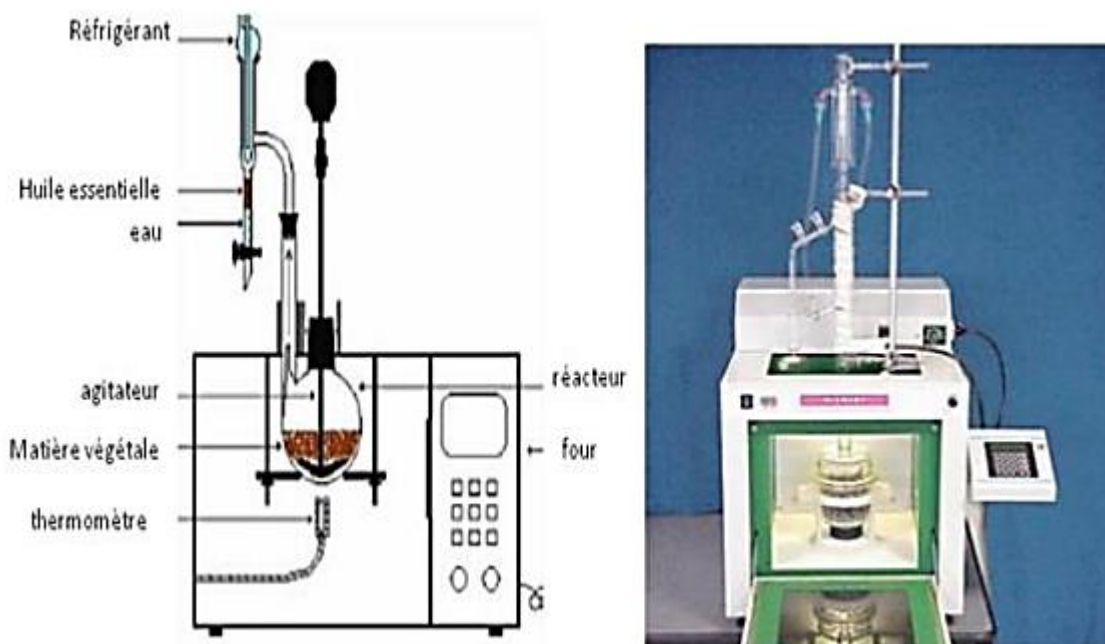 Réfrigérant
Huile essentielle
eau
agitateur
réacteur
Matière végétale
four
thermomètre